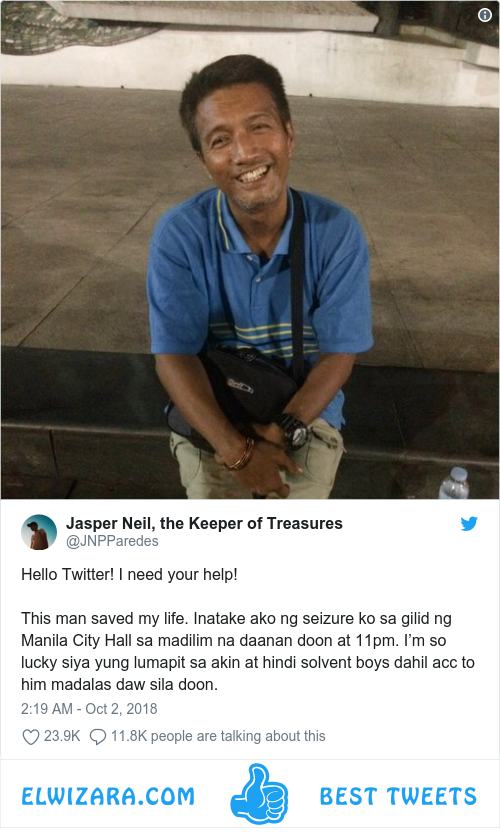 Jasper Neil, the Keeper of Treasures
@JNPParedes
Hello Twitter! I need your help!
This man saved my life. Inatake ako ng seizure ko sa gilid ng
Manila City Hall sa madilim na daanan doon at 11pm. I’m so
lucky siya yung lumapit sa akin at hindi solvent boys dahil acc to
him madalas daw sila doon.
2:19 AM - Oct 2, 2018
23.9K 11.8K people are talking about this
ELWIZARA.COM BEST TWEETS